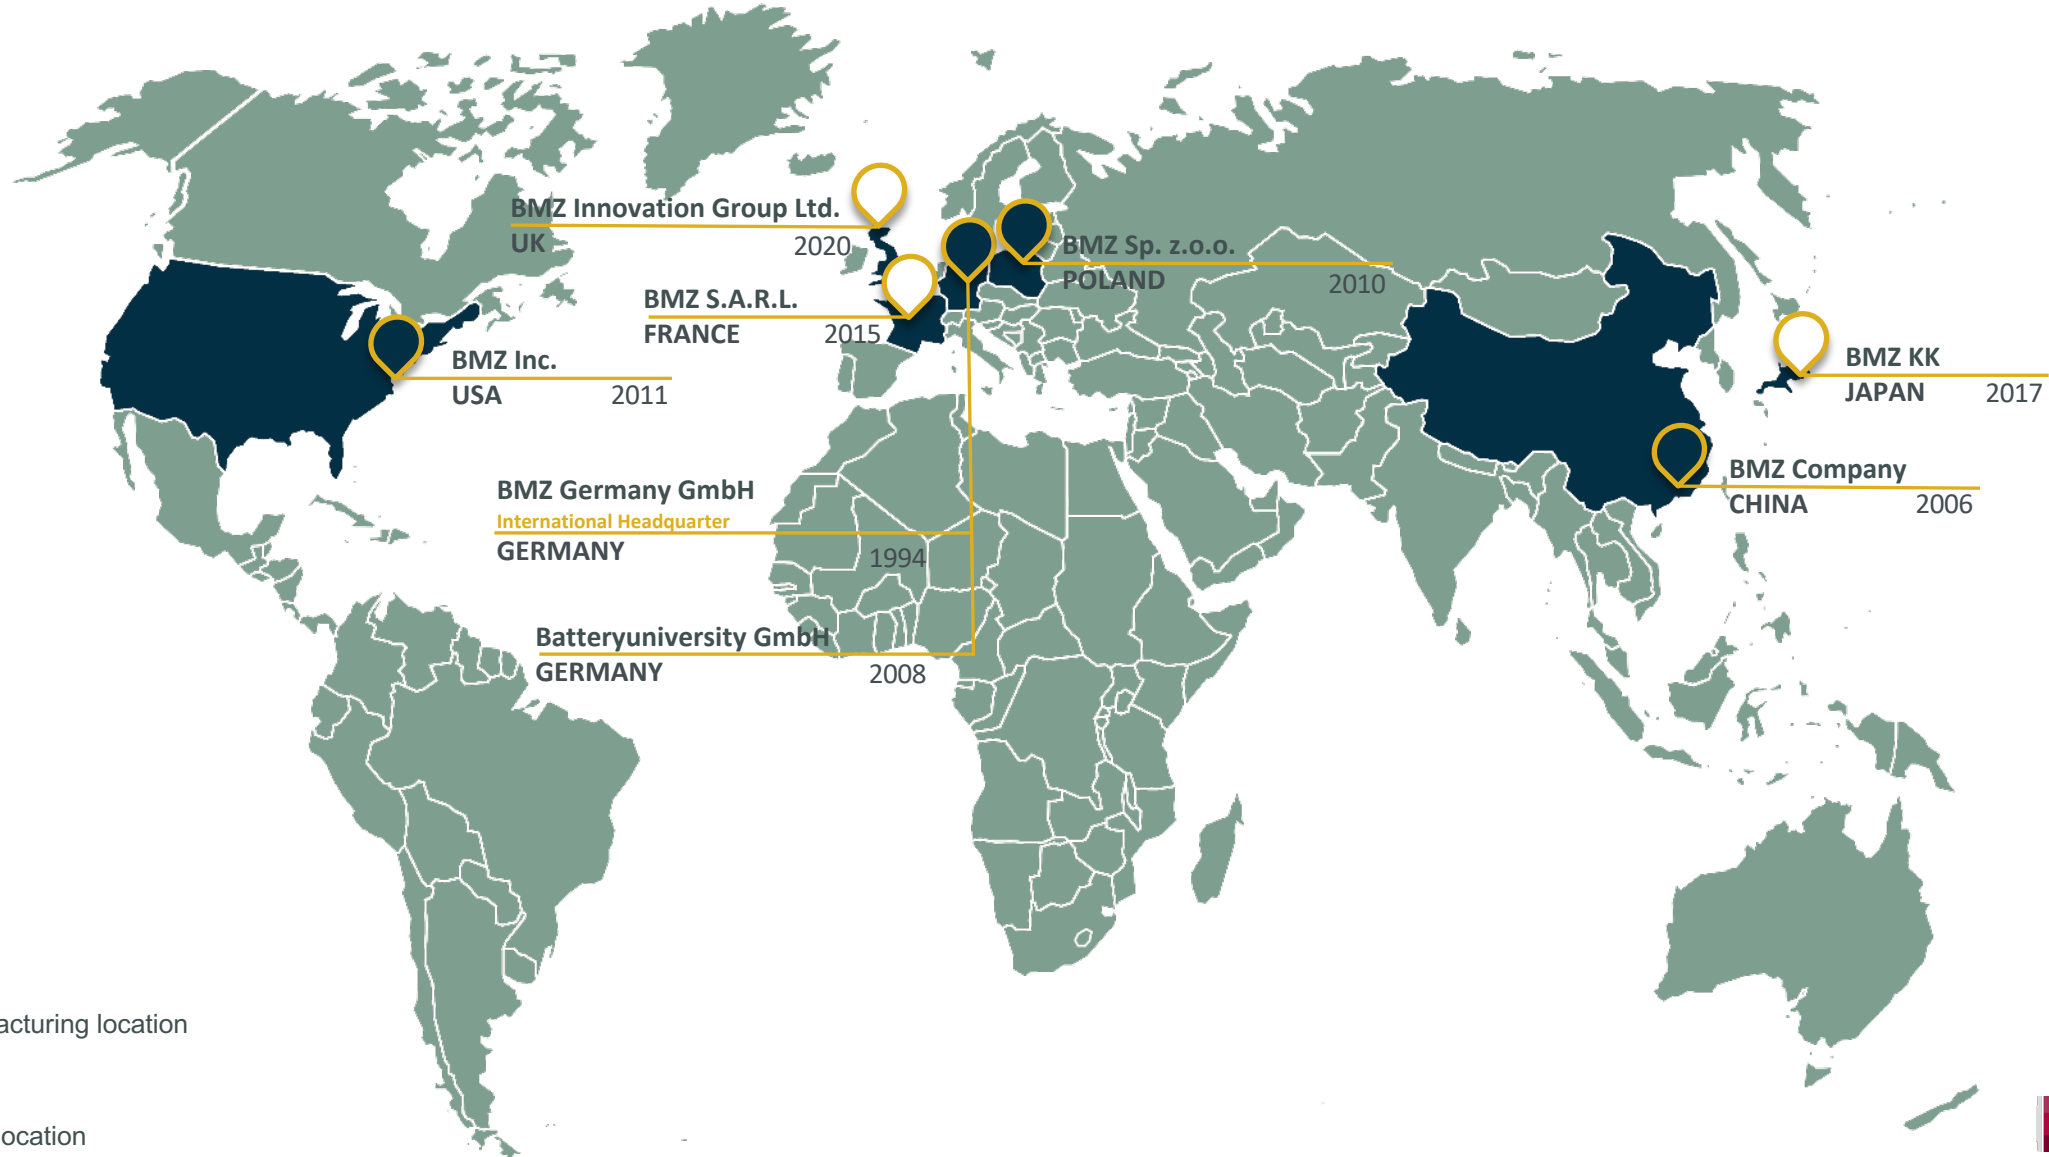 BMZ Innovation Group Ltd.
UK 2020
BMZ Sp. z.o.o.
POLAND 2010
BMZ S.A.R.L.
FRANCE 2015
BMZ Inc.
USA 2011
BMZ KK
JAPAN 2017
BMZ Company
CHINA 2006
BMZ Germany GmbH
International Headquarter
GERMANY 1994
Batteryuniversity GmbH
GERMANY 2008
acturing location
ocation